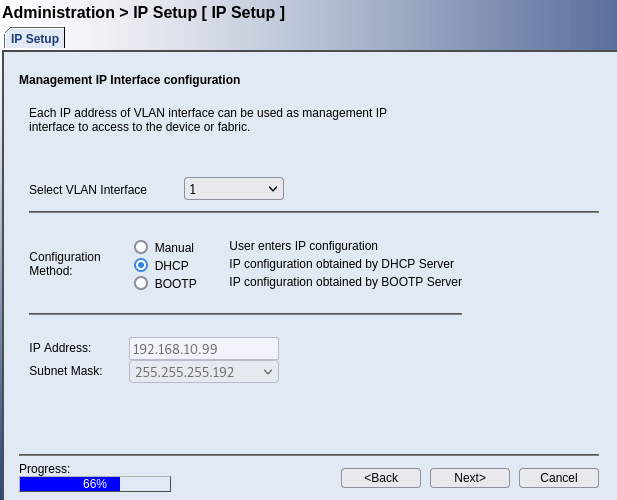 Administration > IP Setup [ IP Setup ]
IP Setup
Management IP Interface configuration
Each IP address of VLAN interface can be used as management IP
interface to access to the device or fabric.
Select VLAN Interface 1
Configuration
Method:
Manual User enters IP configuration
DHCP IP configuration obtained by DHCP Server
BOOTP IP configuration obtained by BOOTP Server
IP Address: 192.168.10.99
Subnet Mask: 255.255.255.192
Progress:
66%
<Back Next> Cancel